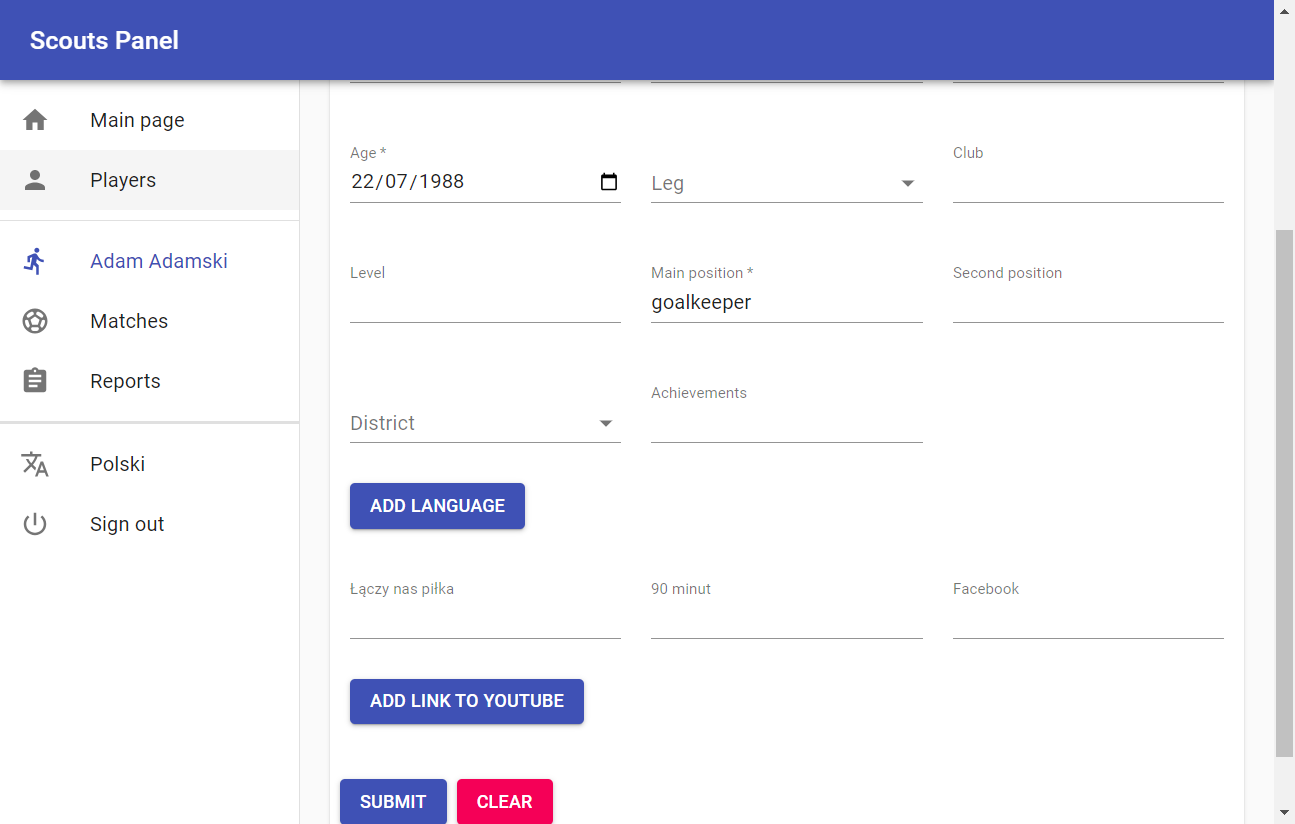 Scouts Panel
Main page
Players
Adam Adamski
Matches
Reports
Polski
Sign out
Age *
22/07/1988
Leg
Club
Level
Main position *
goalkeeper
Second position
District
Achievements
ADD LANGUAGE
Łączy nas piłka
90 minut
Facebook
ADD LINK TO YOUTUBE
SUBMIT
CLEAR